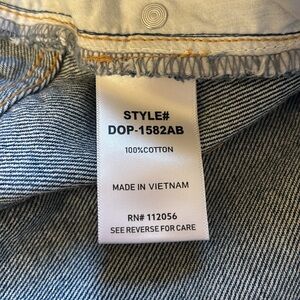 STYLE#
DOP-1582AB
100%COTTON
MADE IN VIETNAM
RN# 112056
SEE REVERSE FOR CARE